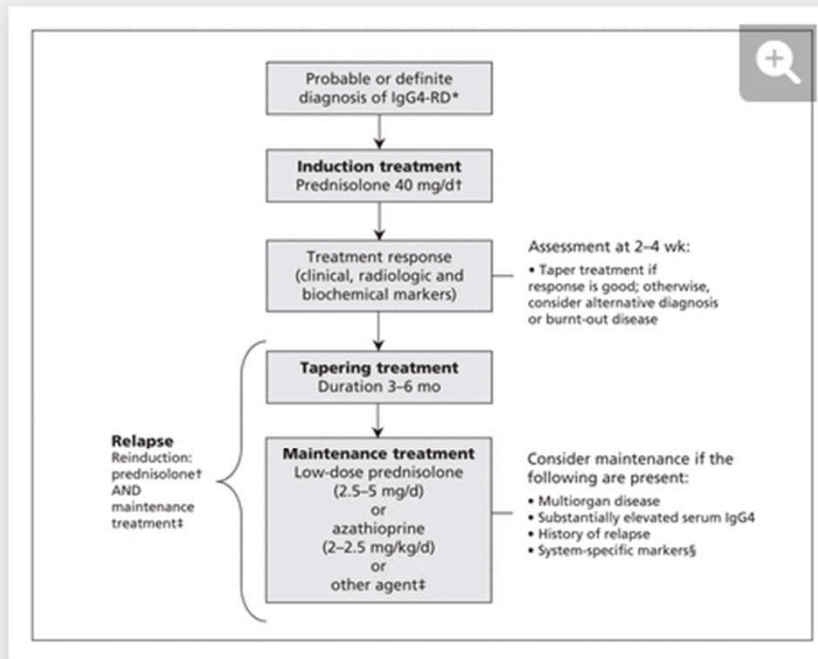 Probable or definite
diagnosis of IgG4-RD*
Induction treatment
Prednisolone 40 mg/d†
Treatment response
(clinical, radiologic and
biochemical markers)
Assessment at 2–4 wk:
• Taper treatment if
response is good; otherwise,
consider alternative diagnosis
or burnt-out disease
Tapering treatment
Duration 3–6 mo
Relapse
Reinduction:
prednisolone†
AND
maintenance
treatment‡
Maintenance treatment
Low-dose prednisolone
(2.5–5 mg/d)
or
azathioprine
(2–2.5 mg/kg/d)
or
other agent‡
Consider maintenance if the
following are present:
• Multiorgan disease
• Substantially elevated serum IgG4
• History of relapse
• System-specific markers§